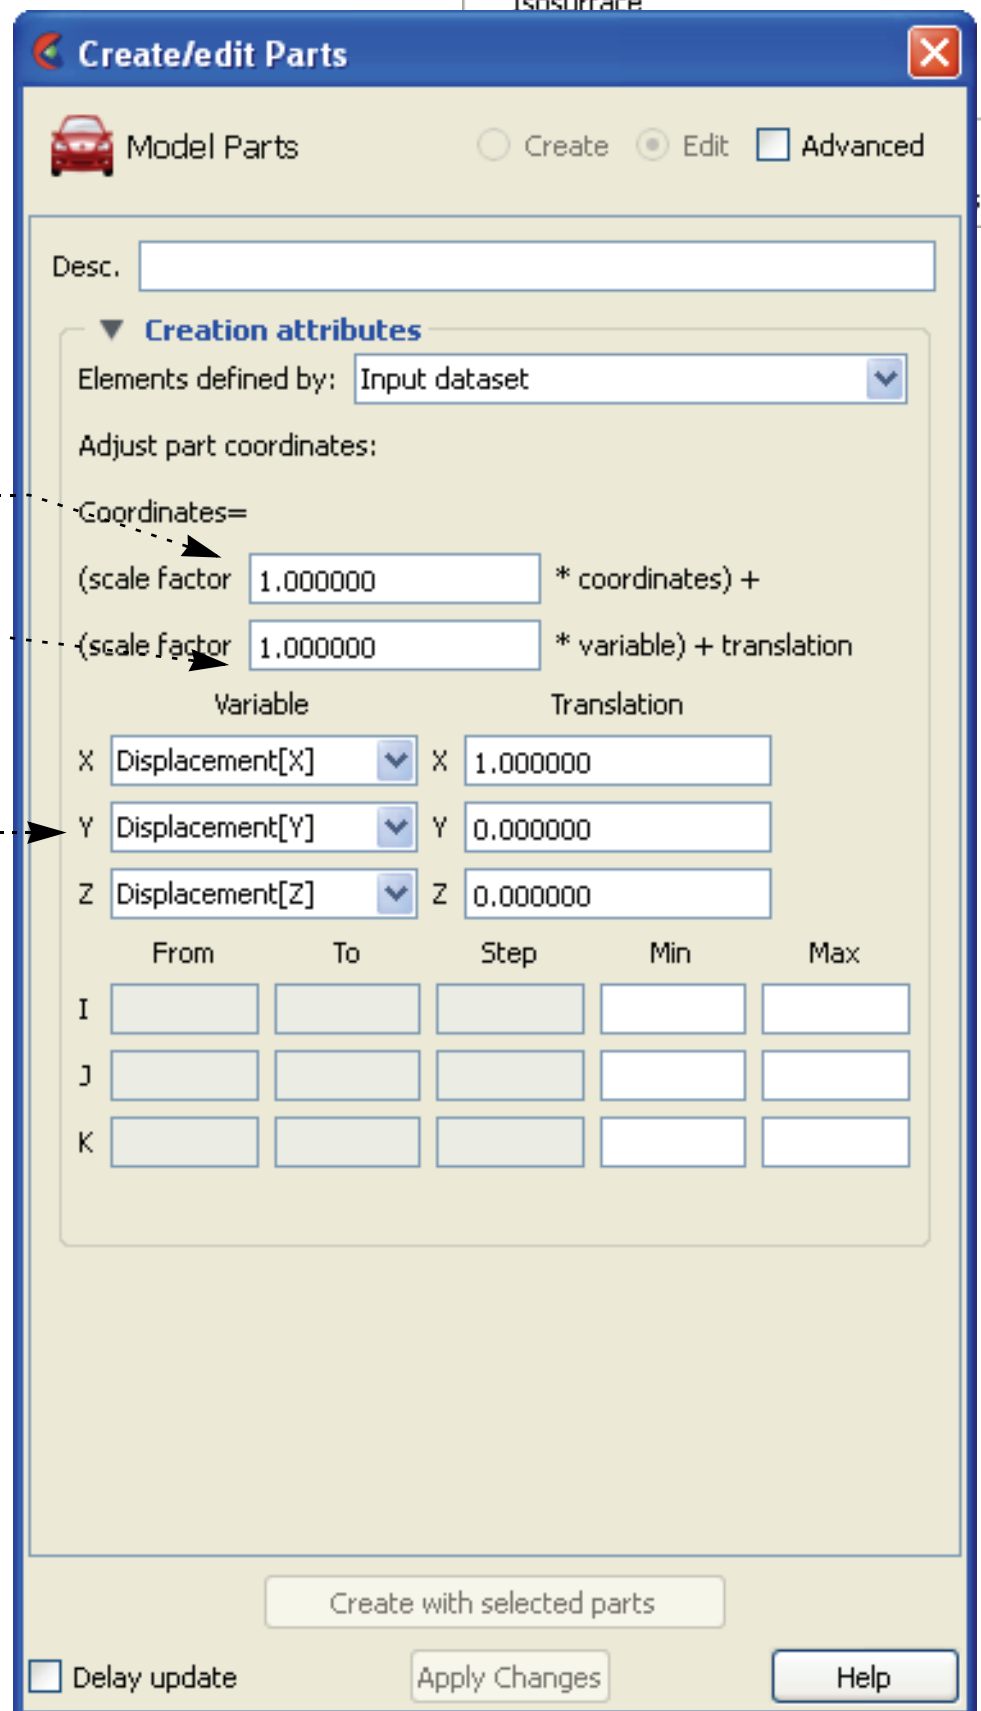 Isosurface
Create/edit Parts
Model Parts Create Edit Advanced
Desc.
Creation attributes
Elements defined by: Input dataset
Adjust part coordinates:
Coordinates=
(scale factor 1.000000 * coordinates) +
(scale factor 1.000000 * variable) + translation
Variable Translation
X Displacement[X] X 1.000000
Y Displacement[Y] Y 0.000000
Z Displacement[Z] Z 0.000000
From To Step Min Max
I
J
K
Create with selected parts
Delay update Apply Changes Help